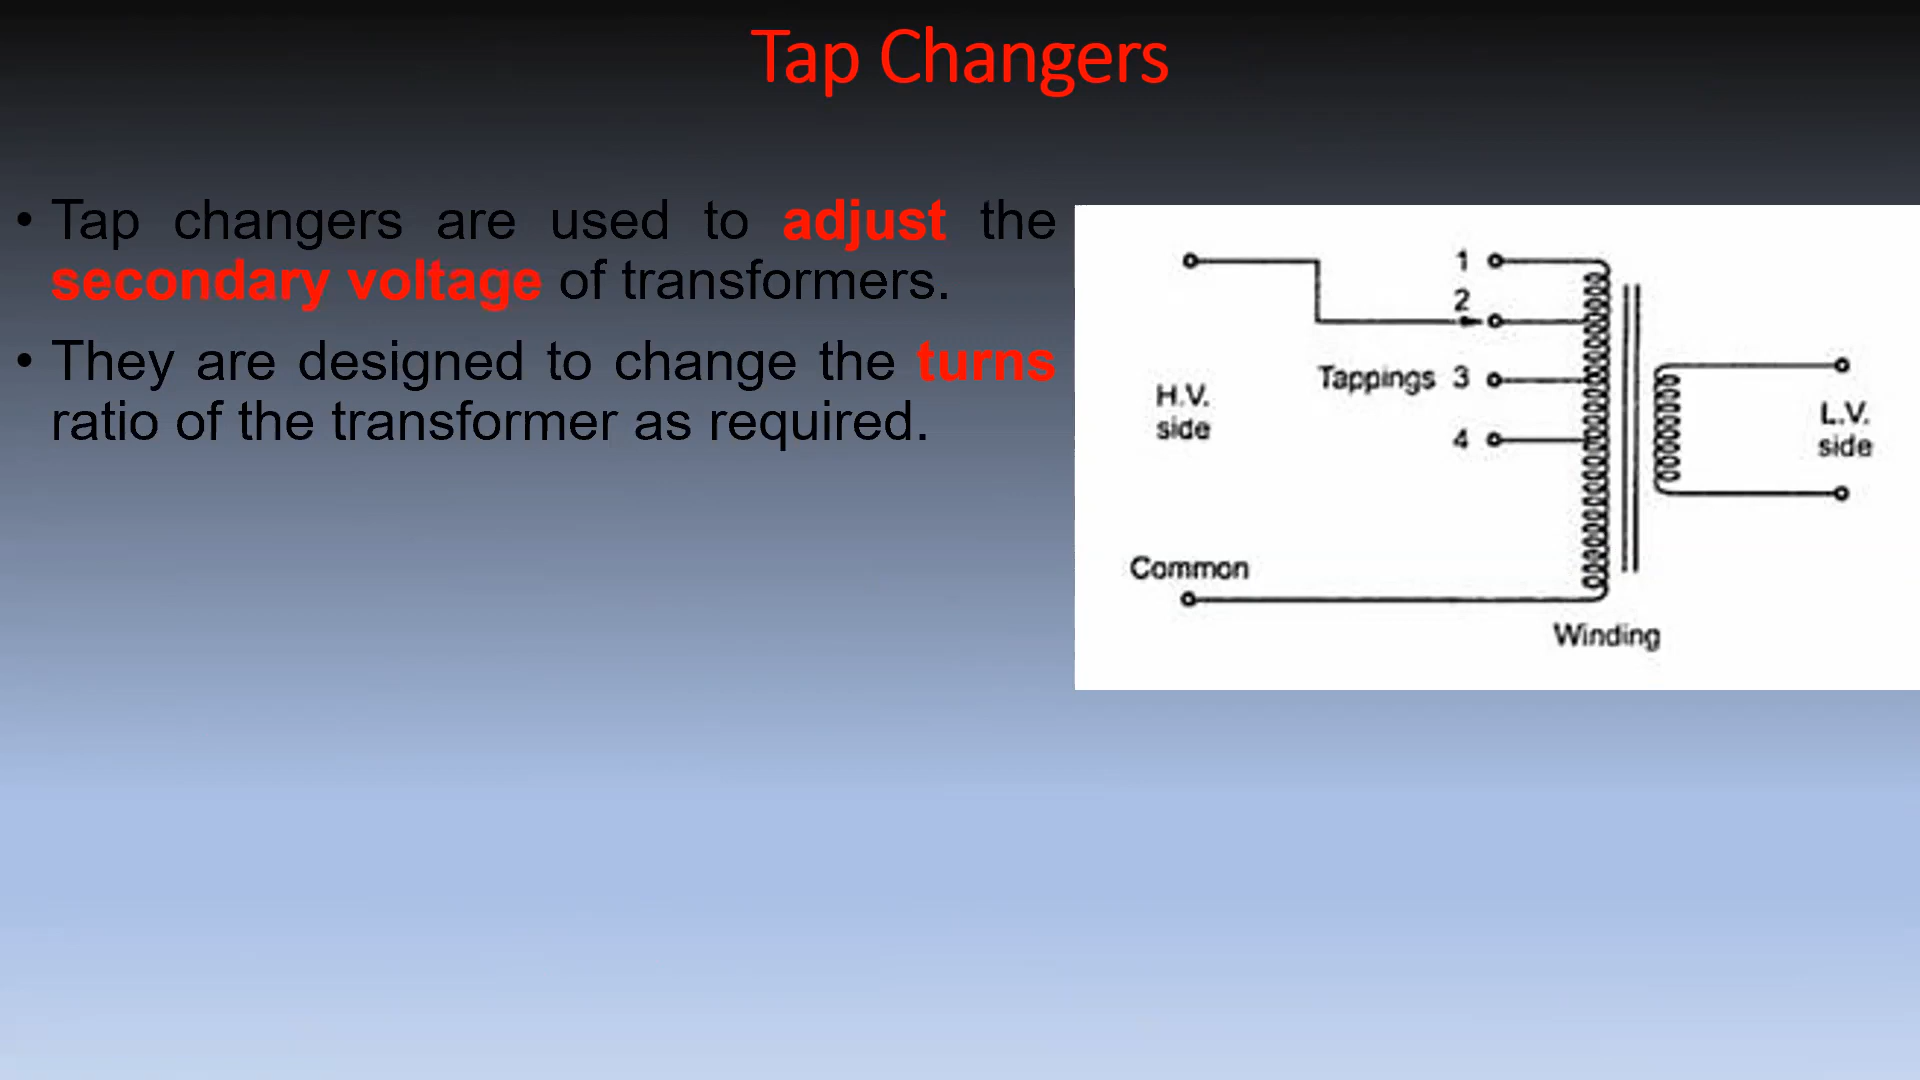 Tap Changers
• Tap changers are used to adjust the
secondary voltage of transformers.
• They are designed to change the turns
ratio of the transformer as required.
1
2
Tappings 3
4
H.V.
side
L.V.
side
Common
Winding